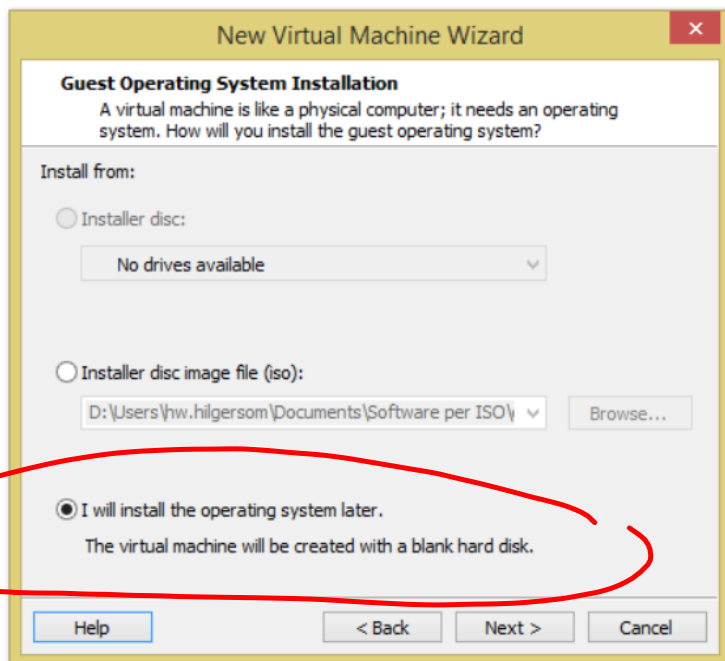 New Virtual Machine Wizard
Guest Operating System Installation
A virtual machine is like a physical computer; it needs an operating
system. How will you install the guest operating system?
Install from:
Installer disc:
No drives available
Installer disc image file (iso):
D:\Users\hw.hilgersom\Documents\Software per ISO\
Browse...
I will install the operating system later.
The virtual machine will be created with a blank hard disk.
Help
< Back
Next >
Cancel